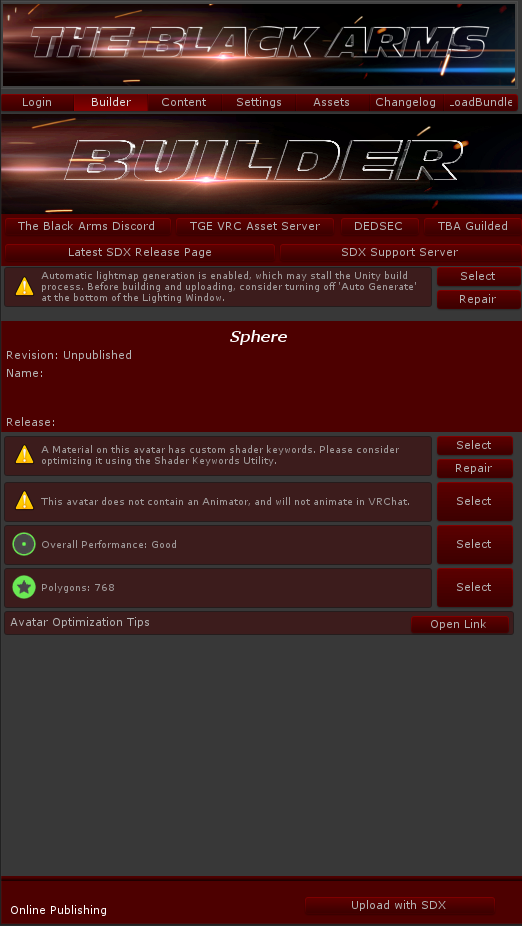 THE BLACK ARMS
Login Builder Content Settings Assets Changelog LoadBundle
BUILDER
The Black Arms Discord TGE VRC Asset Server DEDSEC TBA Guilded
Latest SDX Release Page SDX Support Server
Automatic lightmap generation is enabled, which may stall the Unity build
process. Before building and uploading, consider turning off 'Auto Generate'
at the bottom of the Lighting Window.
Select
Repair
Sphere
Revision: Unpublished
Name:
Release:
A Material on this avatar has custom shader keywords. Please consider
optimizing it using the Shader Keywords Utility.
Select
Repair
This avatar does not contain an Animator, and will not animate in VRChat.
Select
Overall Performance: Good
Select
Polygons: 768
Select
Avatar Optimization Tips
Open Link
Online Publishing
Upload with SDX